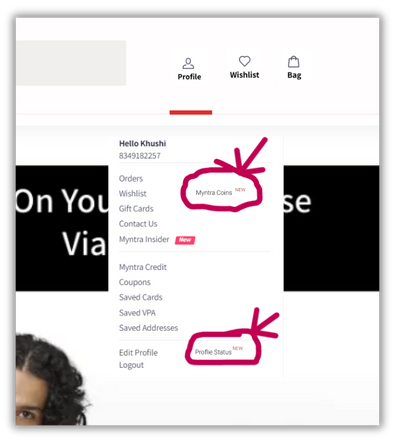 Profile
Wishlist
Bag
Hello Khushi
8349182257
Orders
Wishlist
Gift Cards
Contact Us
Myntra Insider New
Myntra Coins NEW
Myntra Credit
Coupons
Saved Cards
Saved VPA
Saved Addresses
Edit Profile
Logout
Profile Status NEW
On You
se
Via